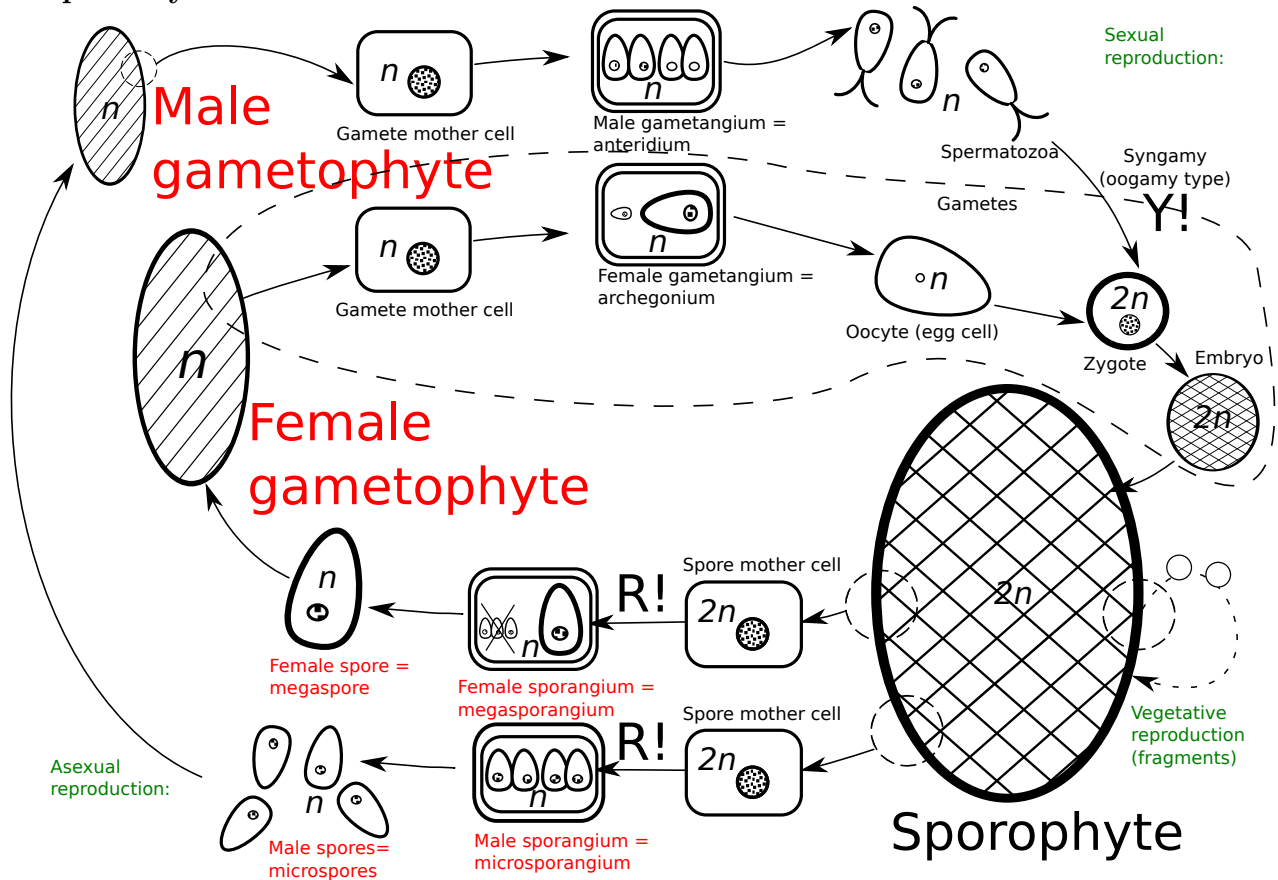 n
Male
gametophyte
n
Gamete mother cell
n
Male gametangium =
anteridium
n
Spermatozoa
Sexual
reproduction:
Syngamy
(oogamy type)
Y!
Gametes
n
Female
gametophyte
n
Gamete mother cell
n
Female gametangium =
archegonium
n
Oocyte (egg cell)
2n
Zygote
Embryo
2n
2n
Sporophyte
Vegetative
reproduction
(fragments)
Spore mother cell
2n
R!
n
Female sporangium =
megasporangium
n
Female spore =
megaspore
Spore mother cell
2n
R!
n
Male sporangium =
microsporangium
n
Male spores=
microspores
Asexual
reproduction: